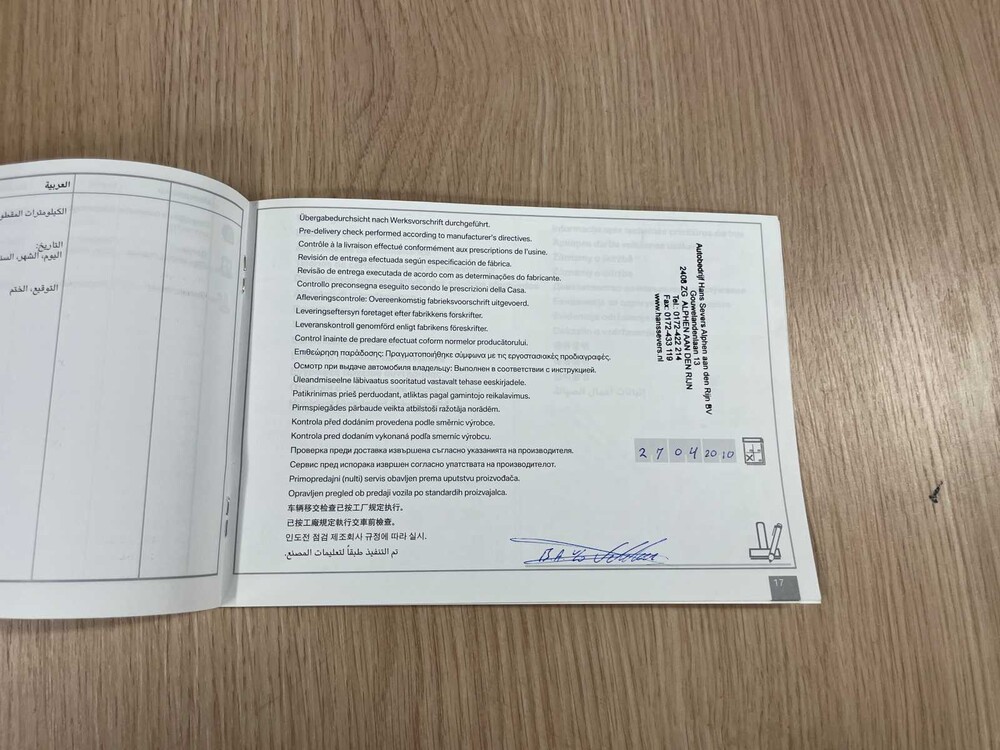 العربية
التاريخ:
التوقيع، الختم
Übergabedurchsicht nach Werksvorschrift durchgeführt.
Pre-delivery check performed according to manufacturer's directives.
Contrôle à la livraison effectué conformément aux prescriptions de l'usine.
Revisión de entrega efectuada según especificación de fábrica.
Revisão de entrega executada de acordo com as determinações do fabricante.
Controllo preconsegna eseguito secondo le prescrizioni della Casa.
Afleveringscontrole: Overeenkomstig fabrieksvoorschrift uitgevoerd.
Leveringseftersyn foretaget efter fabrikkens forskrifter.
Leveranskontroll genomförd enligt fabrikens föreskrifter.
Control inainte de predare efectuat coform normelor producătorului.
Επιθεώρηση παράδοσης: Πραγματοποιήθηκε σύμφωνα με τις εργοστασιακές προδιαγραφές.
Осмотр при выдаче автомобиля владельцу: Выполнен в соответствии с инструкцией.
Üleandmiseelne läbivaatus sooritatud vastavalt tehase eeskirjadele.
Patikrinimas prieš perduodant, atliktas pagal gamintojo reikalavimus.
Pirmspiegādes pārbaude veikta atbilstoši ražotāja norādēm.
Kontrola před dodáním provedena podle směrnic výrobce.
Kontrola pred dodaním vykonaná podľa smerníc výrobcu.
Проверка преди доставка извършена съгласно указанията на производителя.
Сервис пред испорака извршен согласно упатствата на производителот.
Primopredajni (nulti) servis obavljen prema uputstvu proizvođača.
Opravljen pregled ob predaji vozila po standardih proizvajalca.
车辆移交检查已按工厂规定执行。
已按工廠規定執行交車前檢查。
인도전 점검 제조회사 규정에 따라 실시.
تم التنفيذ طبقاً لتعليمات المصنع.
Autobedrijf Hans Severs Alphen aan den Rijn BV
Gouwelandenlaan 13
2408 ZG ALPHEN AAN DEN RIJN
Tel.: 0172-422 214
Fax: 0172-433 119
www.hanssevers.nl
27 04 2010
17